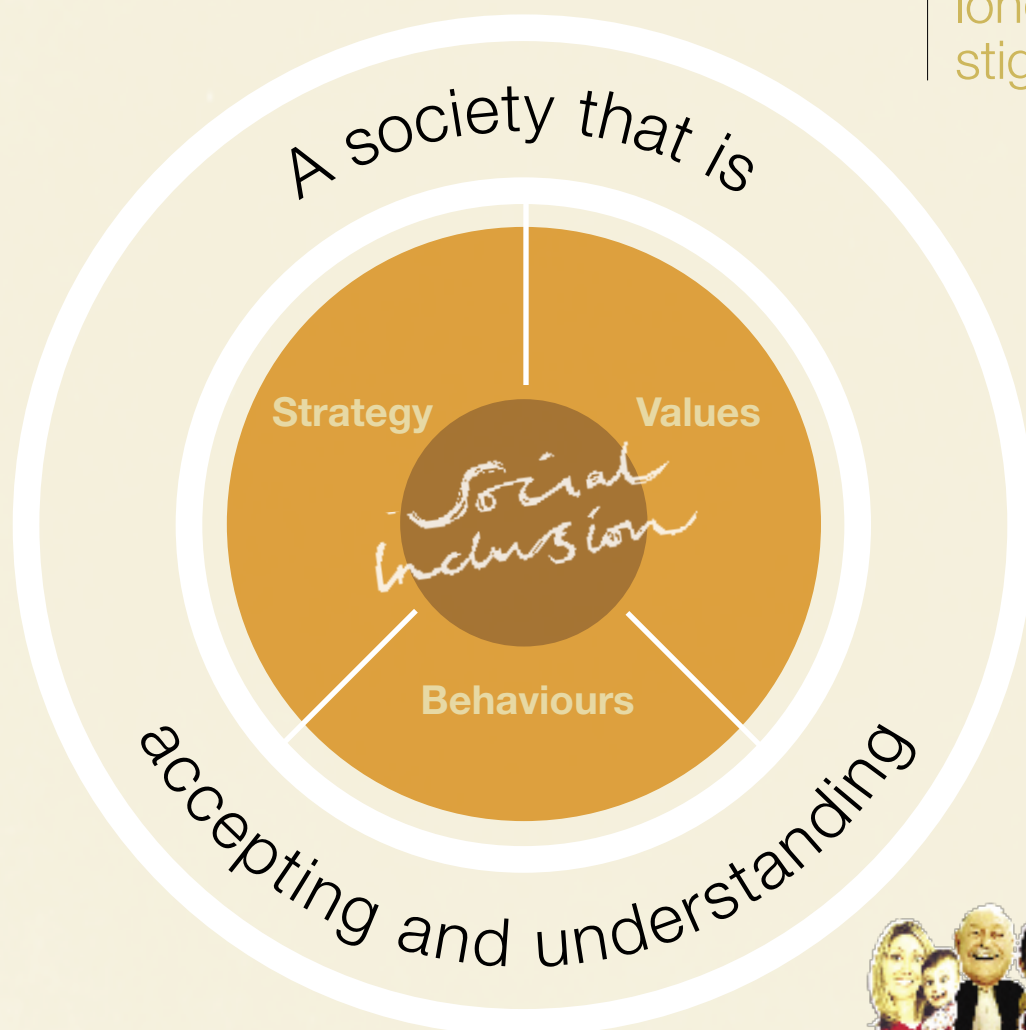 A society that is
Strategy
Values
Social
inclusion
Behaviours
accepting and understanding